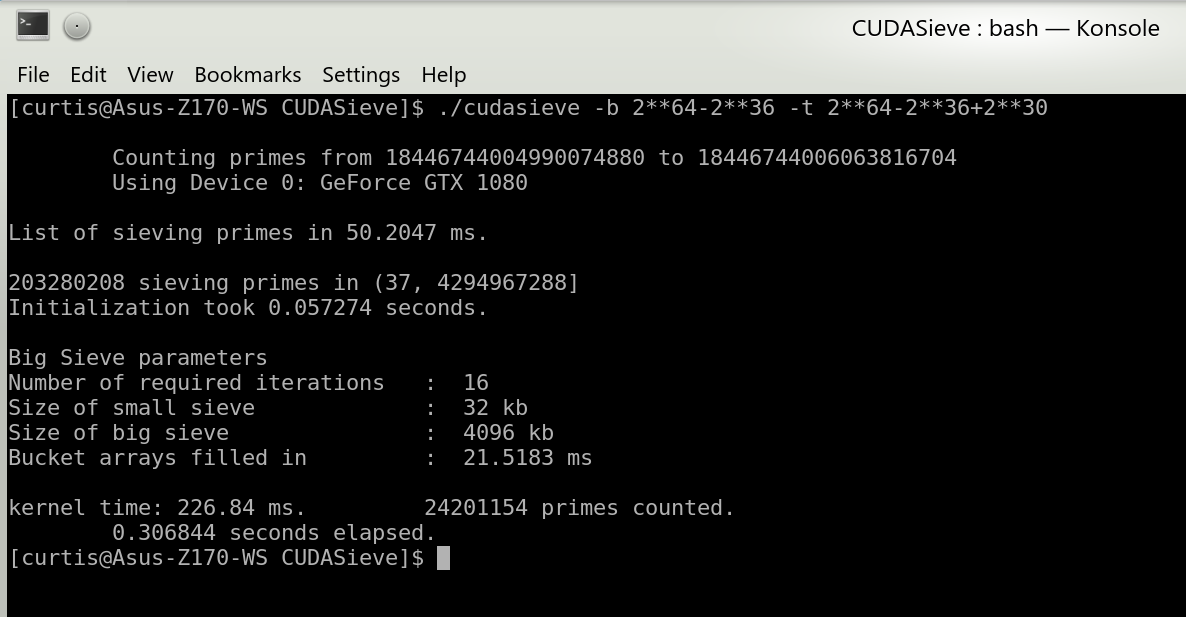 CUDASieve : bash — Konsole
File Edit View Bookmarks Settings Help
[curtis@Asus-Z170-WS CUDASieve]$ ./cudasieve -b 2**64-2**36 -t 2**64-2**36+2**30
Counting primes from 18446744004990074880 to 18446744006063816704
Using Device 0: GeForce GTX 1080
List of sieving primes in 50.2047 ms.
203280208 sieving primes in (37, 4294967288]
Initialization took 0.057274 seconds.
Big Sieve parameters
Number of required iterations : 16
Size of small sieve : 32 kb
Size of big sieve : 4096 kb
Bucket arrays filled in : 21.5183 ms
kernel time: 226.84 ms. 24201154 primes counted.
0.306844 seconds elapsed.
[curtis@Asus-Z170-WS CUDASieve]$